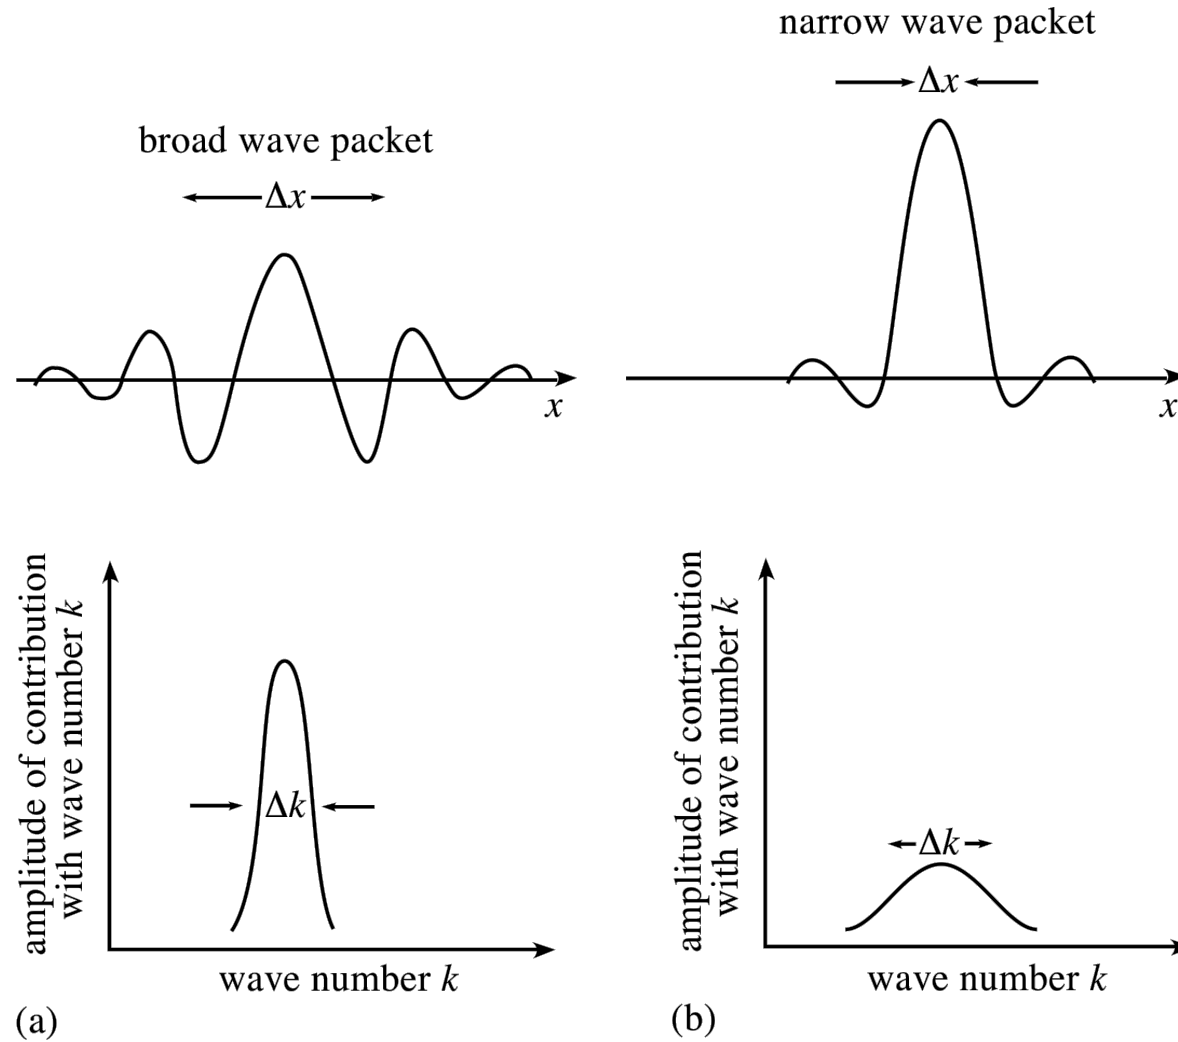 broad wave packet
Δx
x
amplitude of contribution
with wave number k
Δk
wave number k
(a)
narrow wave packet
Δx
x
amplitude of contribution
with wave number k
Δk
wave number k
(b)